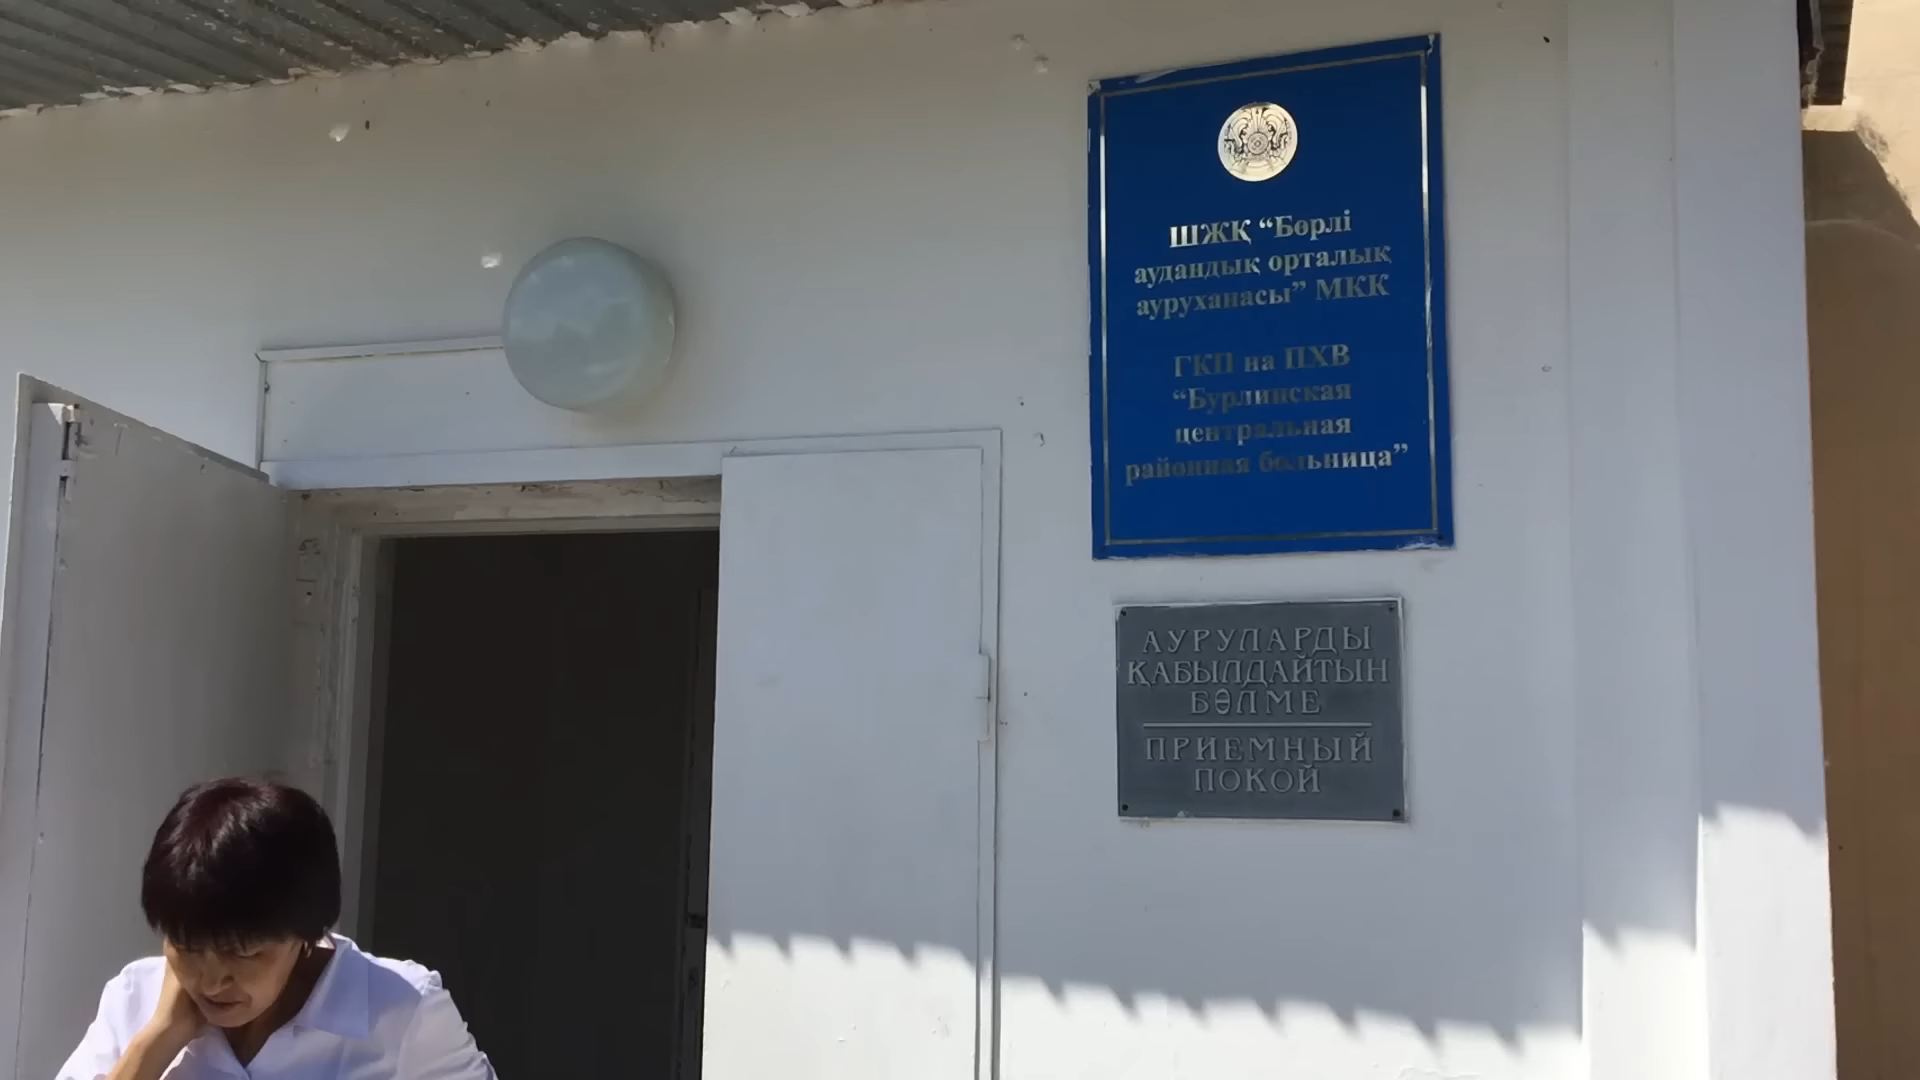 ШЖҚ “Бөрлі
аудандық орталық
ауруханасы” МКК
ГКП на ПХВ
“Бурлинская
центральная
районная больница”
АУРУЛАРДЫ
ҚАБЫЛДАЙТЫН
БӨЛМЕ
ПРИЕМНЫЙ
ПОКОЙ